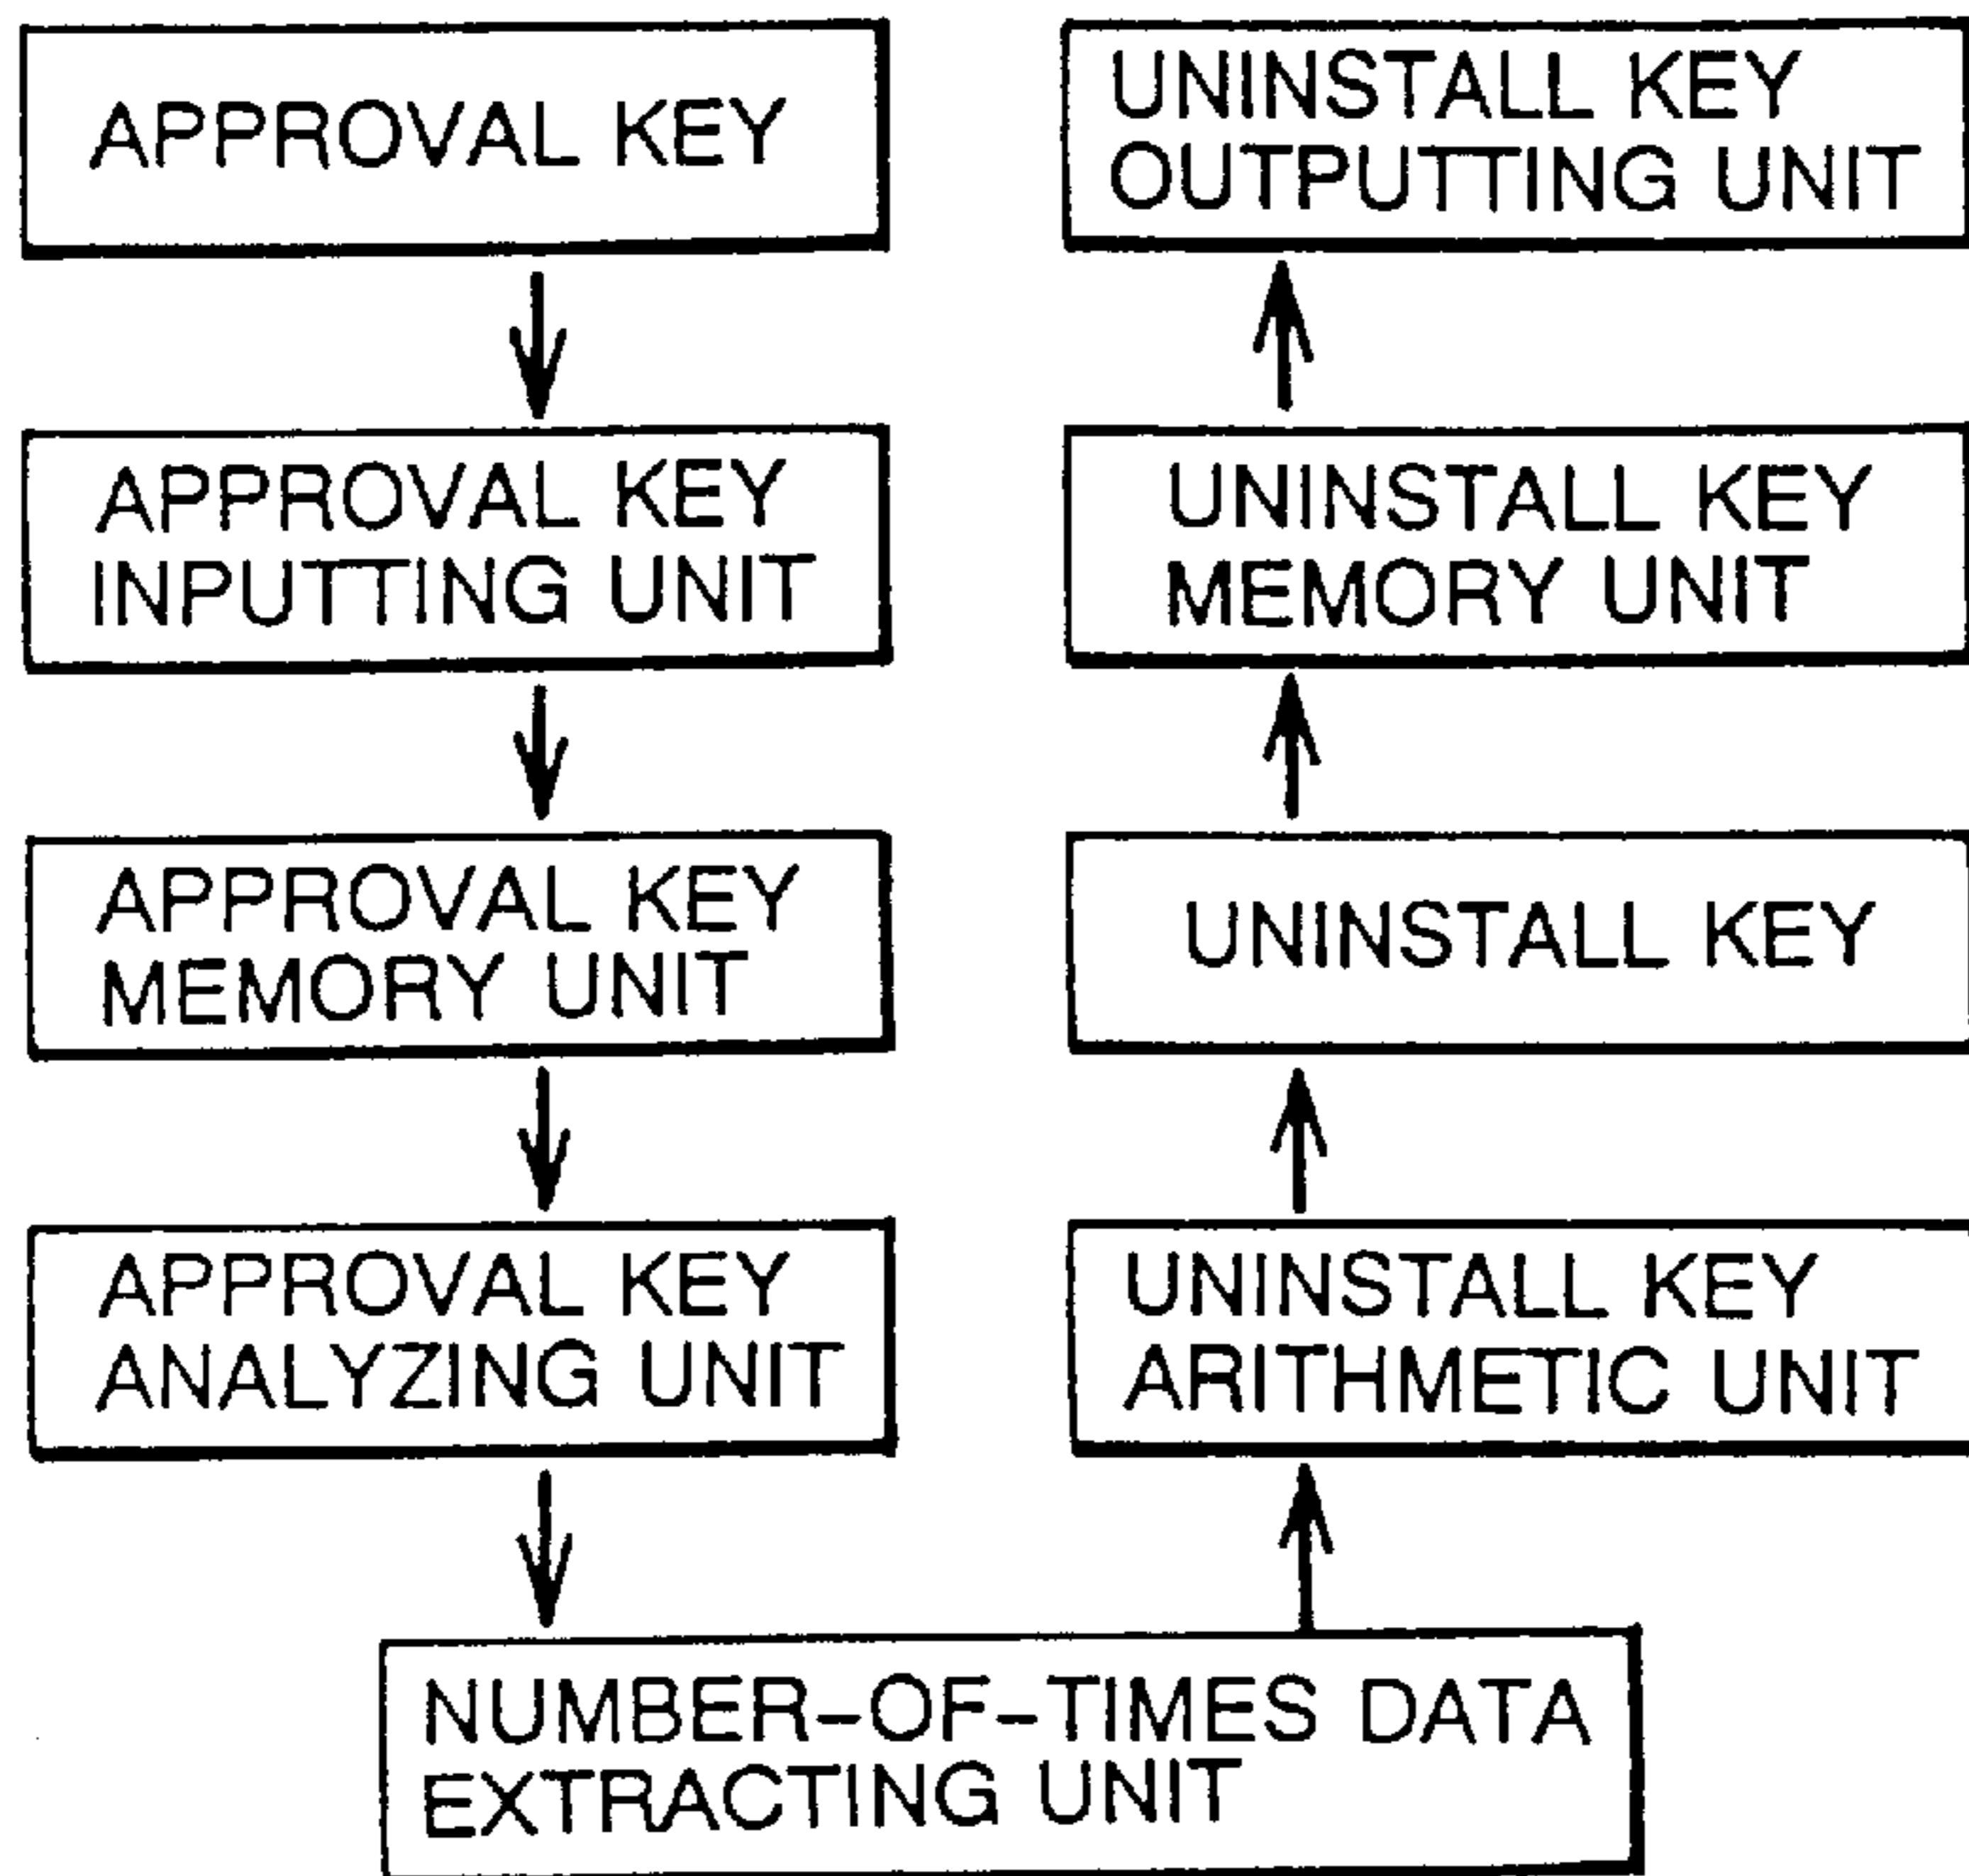 APPROVAL KEY
APPROVAL KEY
INPUTTING UNIT
APPROVAL KEY
MEMORY UNIT
APPROVAL KEY
ANALYZING UNIT
NUMBER-OF-TIMES DATA
EXTRACTING UNIT
UNINSTALL KEY
ARITHMETIC UNIT
UNINSTALL KEY
UNINSTALL KEY
MEMORY UNIT
UNINSTALL KEY
OUTPUTTING UNIT